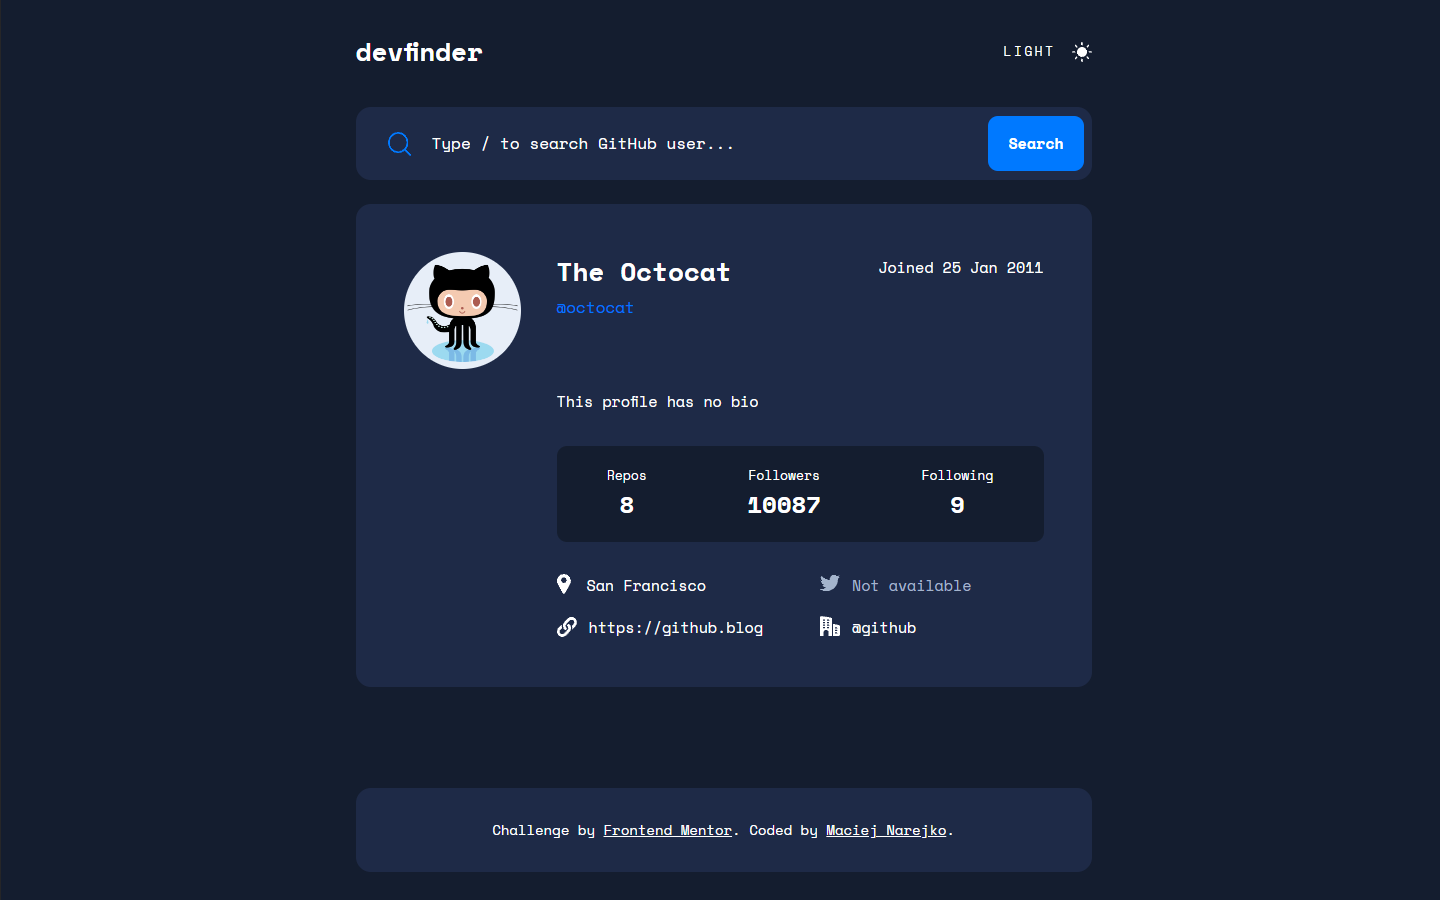 devfinder
LIGHT
Type / to search GitHub user...
Search
The Octocat
Joined 25 Jan 2011
@octocat
This profile has no bio
Repos Followers Following
8 10087 9
San Francisco
Not available
https://github.blog
@github
Challenge by Frontend Mentor. Coded by Maciej Narejko.